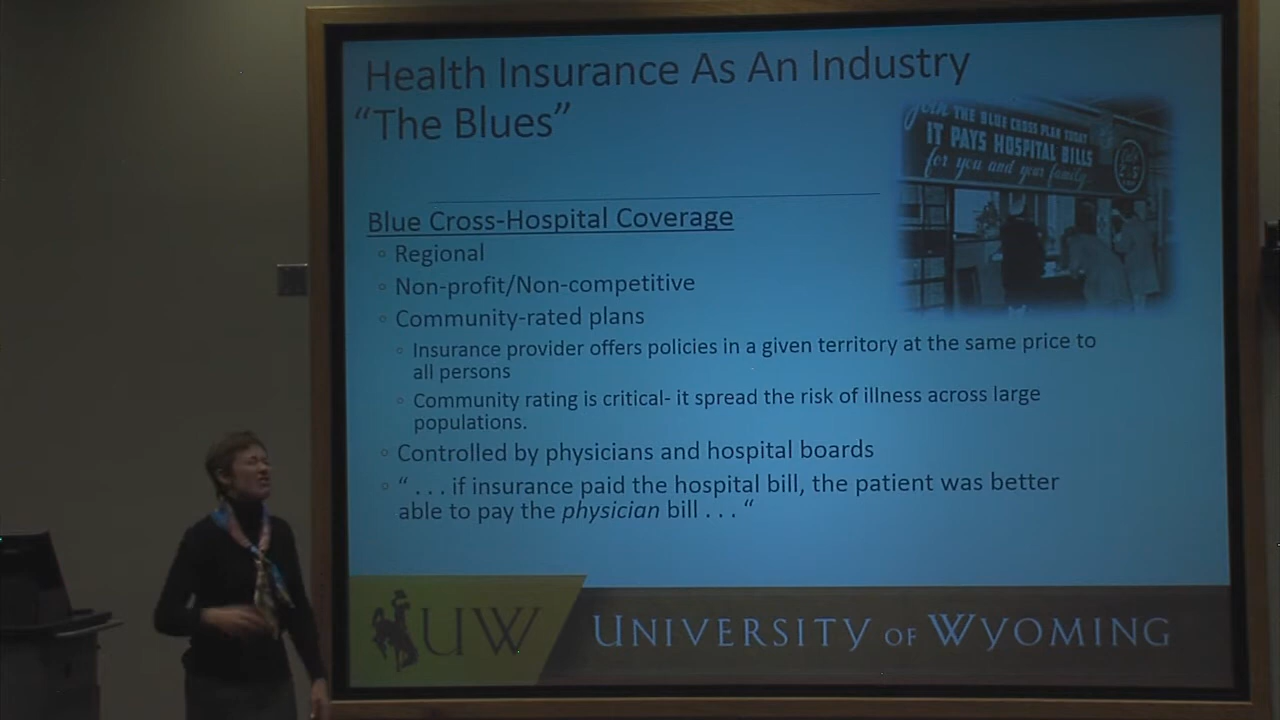 Health Insurance As An Industry
“The Blues”
Join THE BLUE CROSS PLAN TODAY
IT PAYS HOSPITAL BILLS
for you and your family
Blue Cross-Hospital Coverage
◦ Regional
◦ Non-profit/Non-competitive
◦ Community-rated plans
◦ Insurance provider offers policies in a given territory at the same price to
all persons
◦ Community rating is critical- it spread the risk of illness across large
populations.
◦ Controlled by physicians and hospital boards
◦ “ . . . if insurance paid the hospital bill, the patient was better
able to pay the physician bill . . . “
UW
UNIVERSITY OF WYOMING